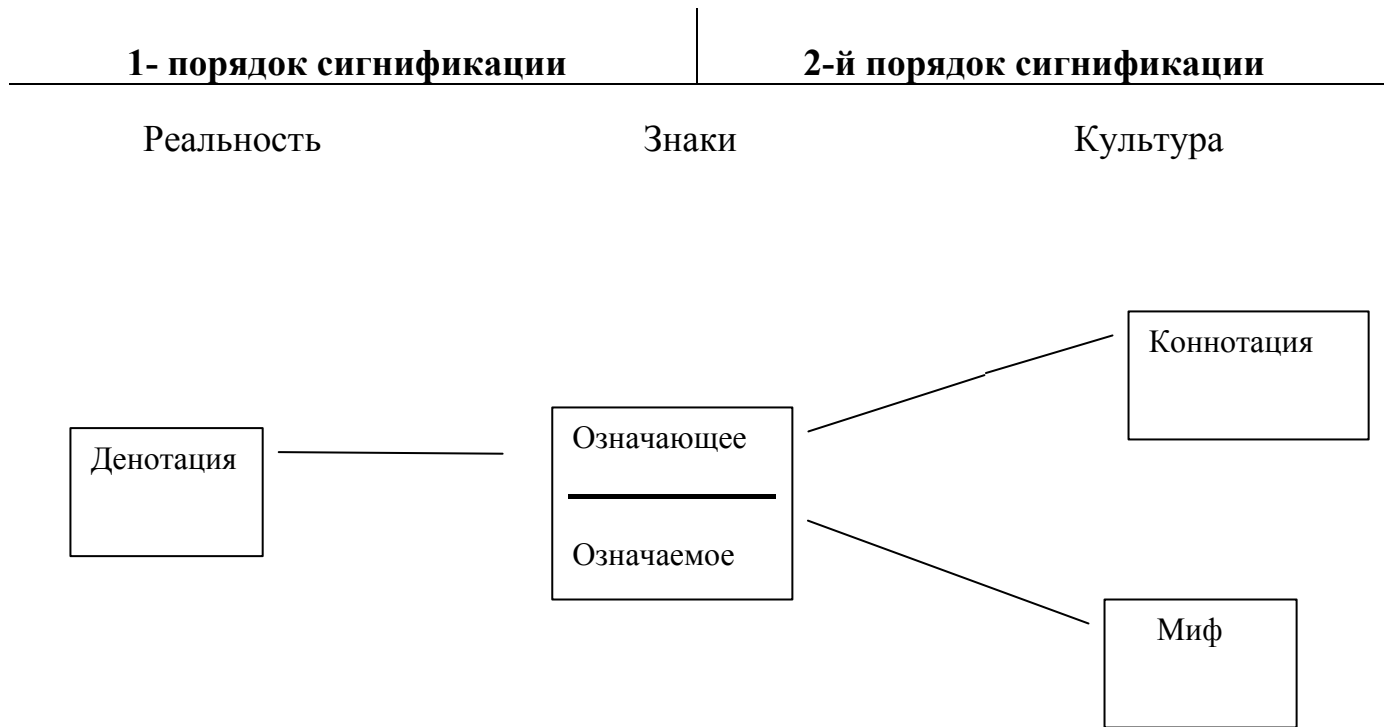 1- порядок сигнификации 2-й порядок сигнификации
Реальность Знаки Культура
Коннотация
Означающее
Денотация
Означаемое
Миф